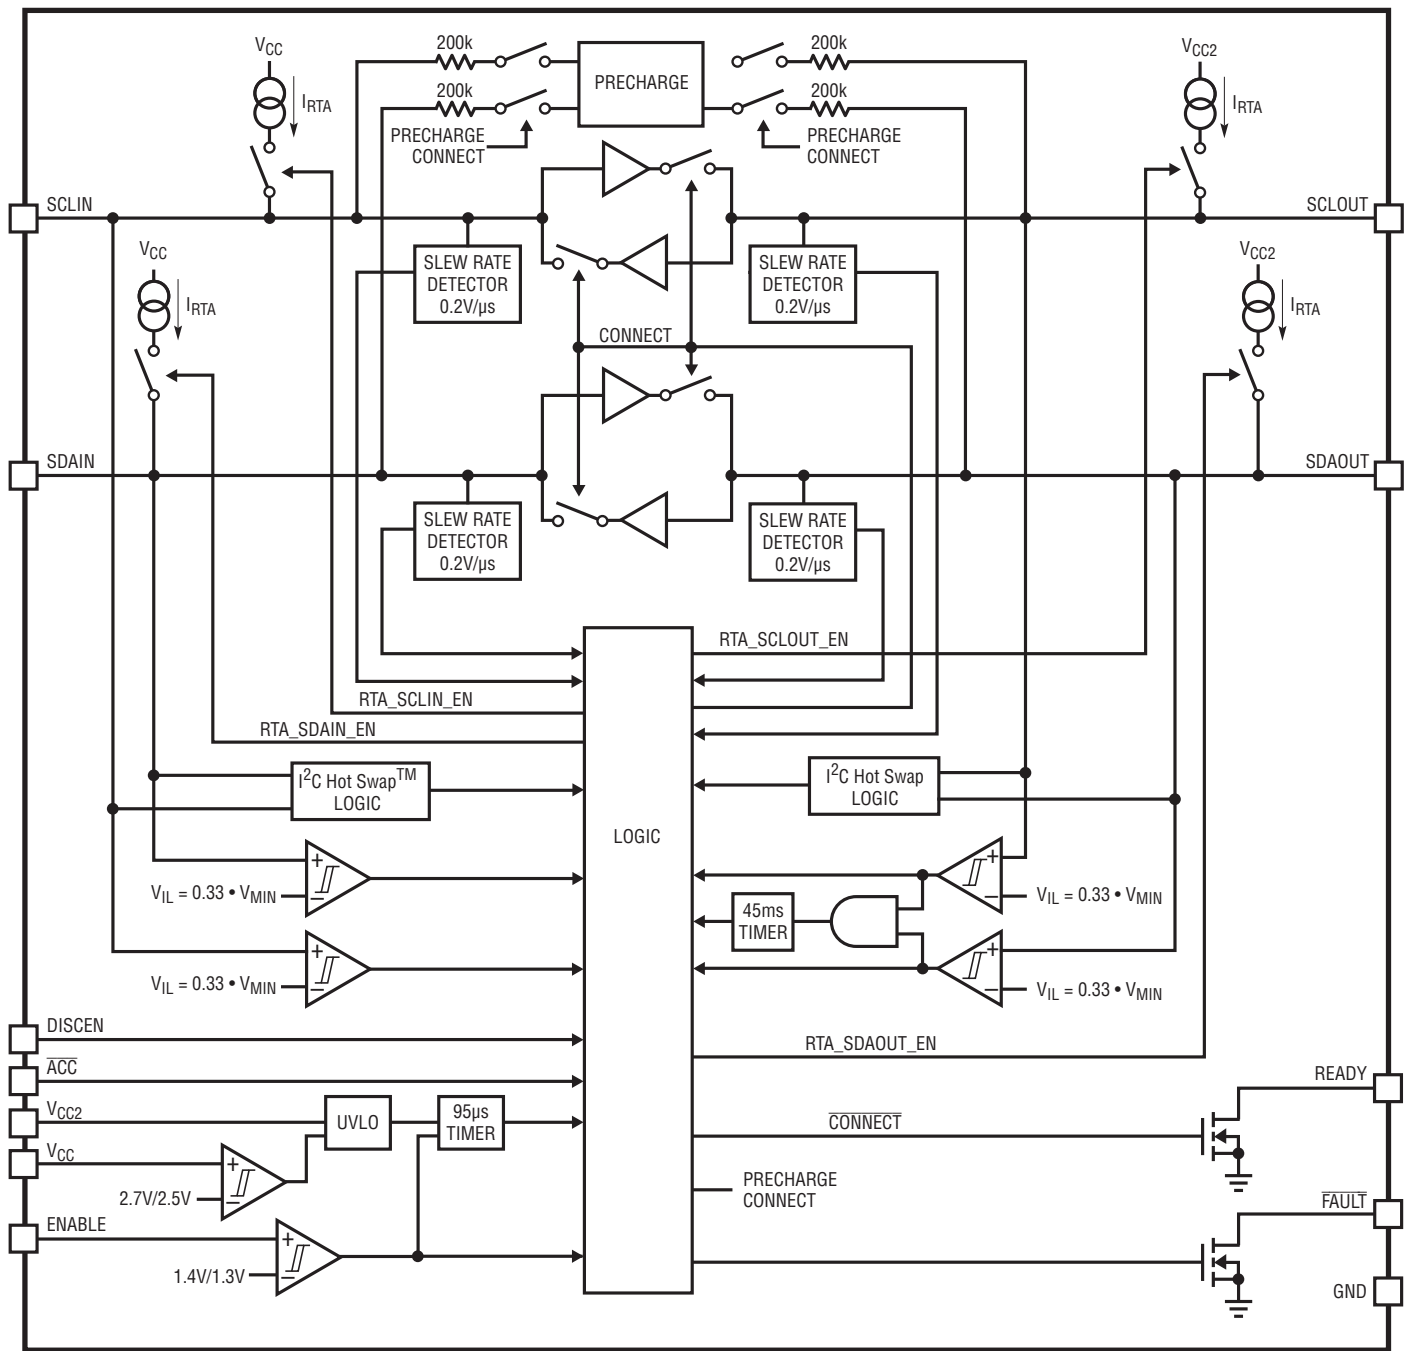 200k
200k
VCC
VCC2
IRTA
PRECHARGE
IRTA
200k
200k
PRECHARGE
CONNECT
PRECHARGE
CONNECT
SCLIN
SCLOUT
VCC
VCC2
SLEW RATE
DETECTOR
0.2V/µs
SLEW RATE
DETECTOR
0.2V/µs
IRTA
IRTA
CONNECT
SDAIN
SDAOUT
SLEW RATE
DETECTOR
0.2V/µs
SLEW RATE
DETECTOR
0.2V/µs
RTA_SCLOUT_EN
RTA_SCLIN_EN
RTA_SDAIN_EN
I2C Hot Swap™
LOGIC
I2C Hot Swap
LOGIC
LOGIC
+
−
VIL = 0.33 • VMIN
+
−
VIL = 0.33 • VMIN
45ms
TIMER
+
−
VIL = 0.33 • VMIN
+
−
VIL = 0.33 • VMIN
DISCEN
RTA_SDAOUT_EN
ACC
READY
VCC2
UVLO
95µs
TIMER
CONNECT
VCC
+
−
2.7V/2.5V
PRECHARGE
CONNECT
FAULT
ENABLE
+
−
1.4V/1.3V
GND